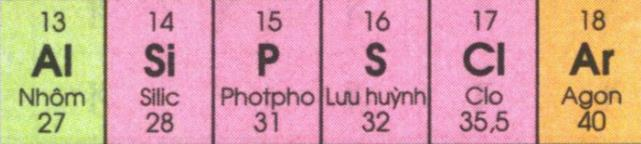 13 14 15 16 17 18
Al Si P S Cl Ar
Nhôm Silic Photpho Lưu huỳnh Clo Agon
27 28 31 32 35,5 40